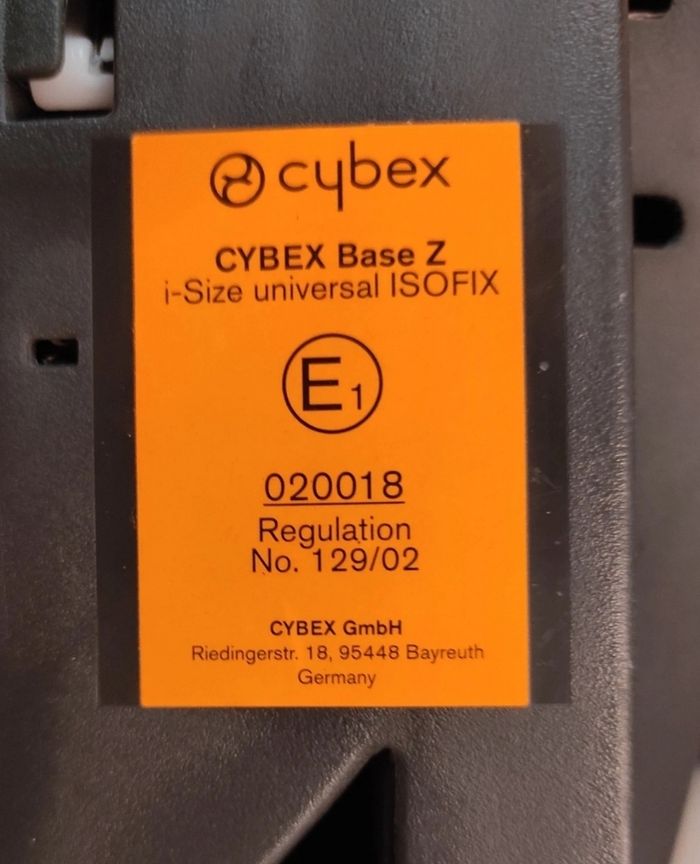 cybex
CYBEX Base Z
i-Size universal ISOFIX
E1
020018
Regulation
No. 129/02
CYBEX GmbH
Riedingerstr. 18, 95448 Bayreuth
Germany